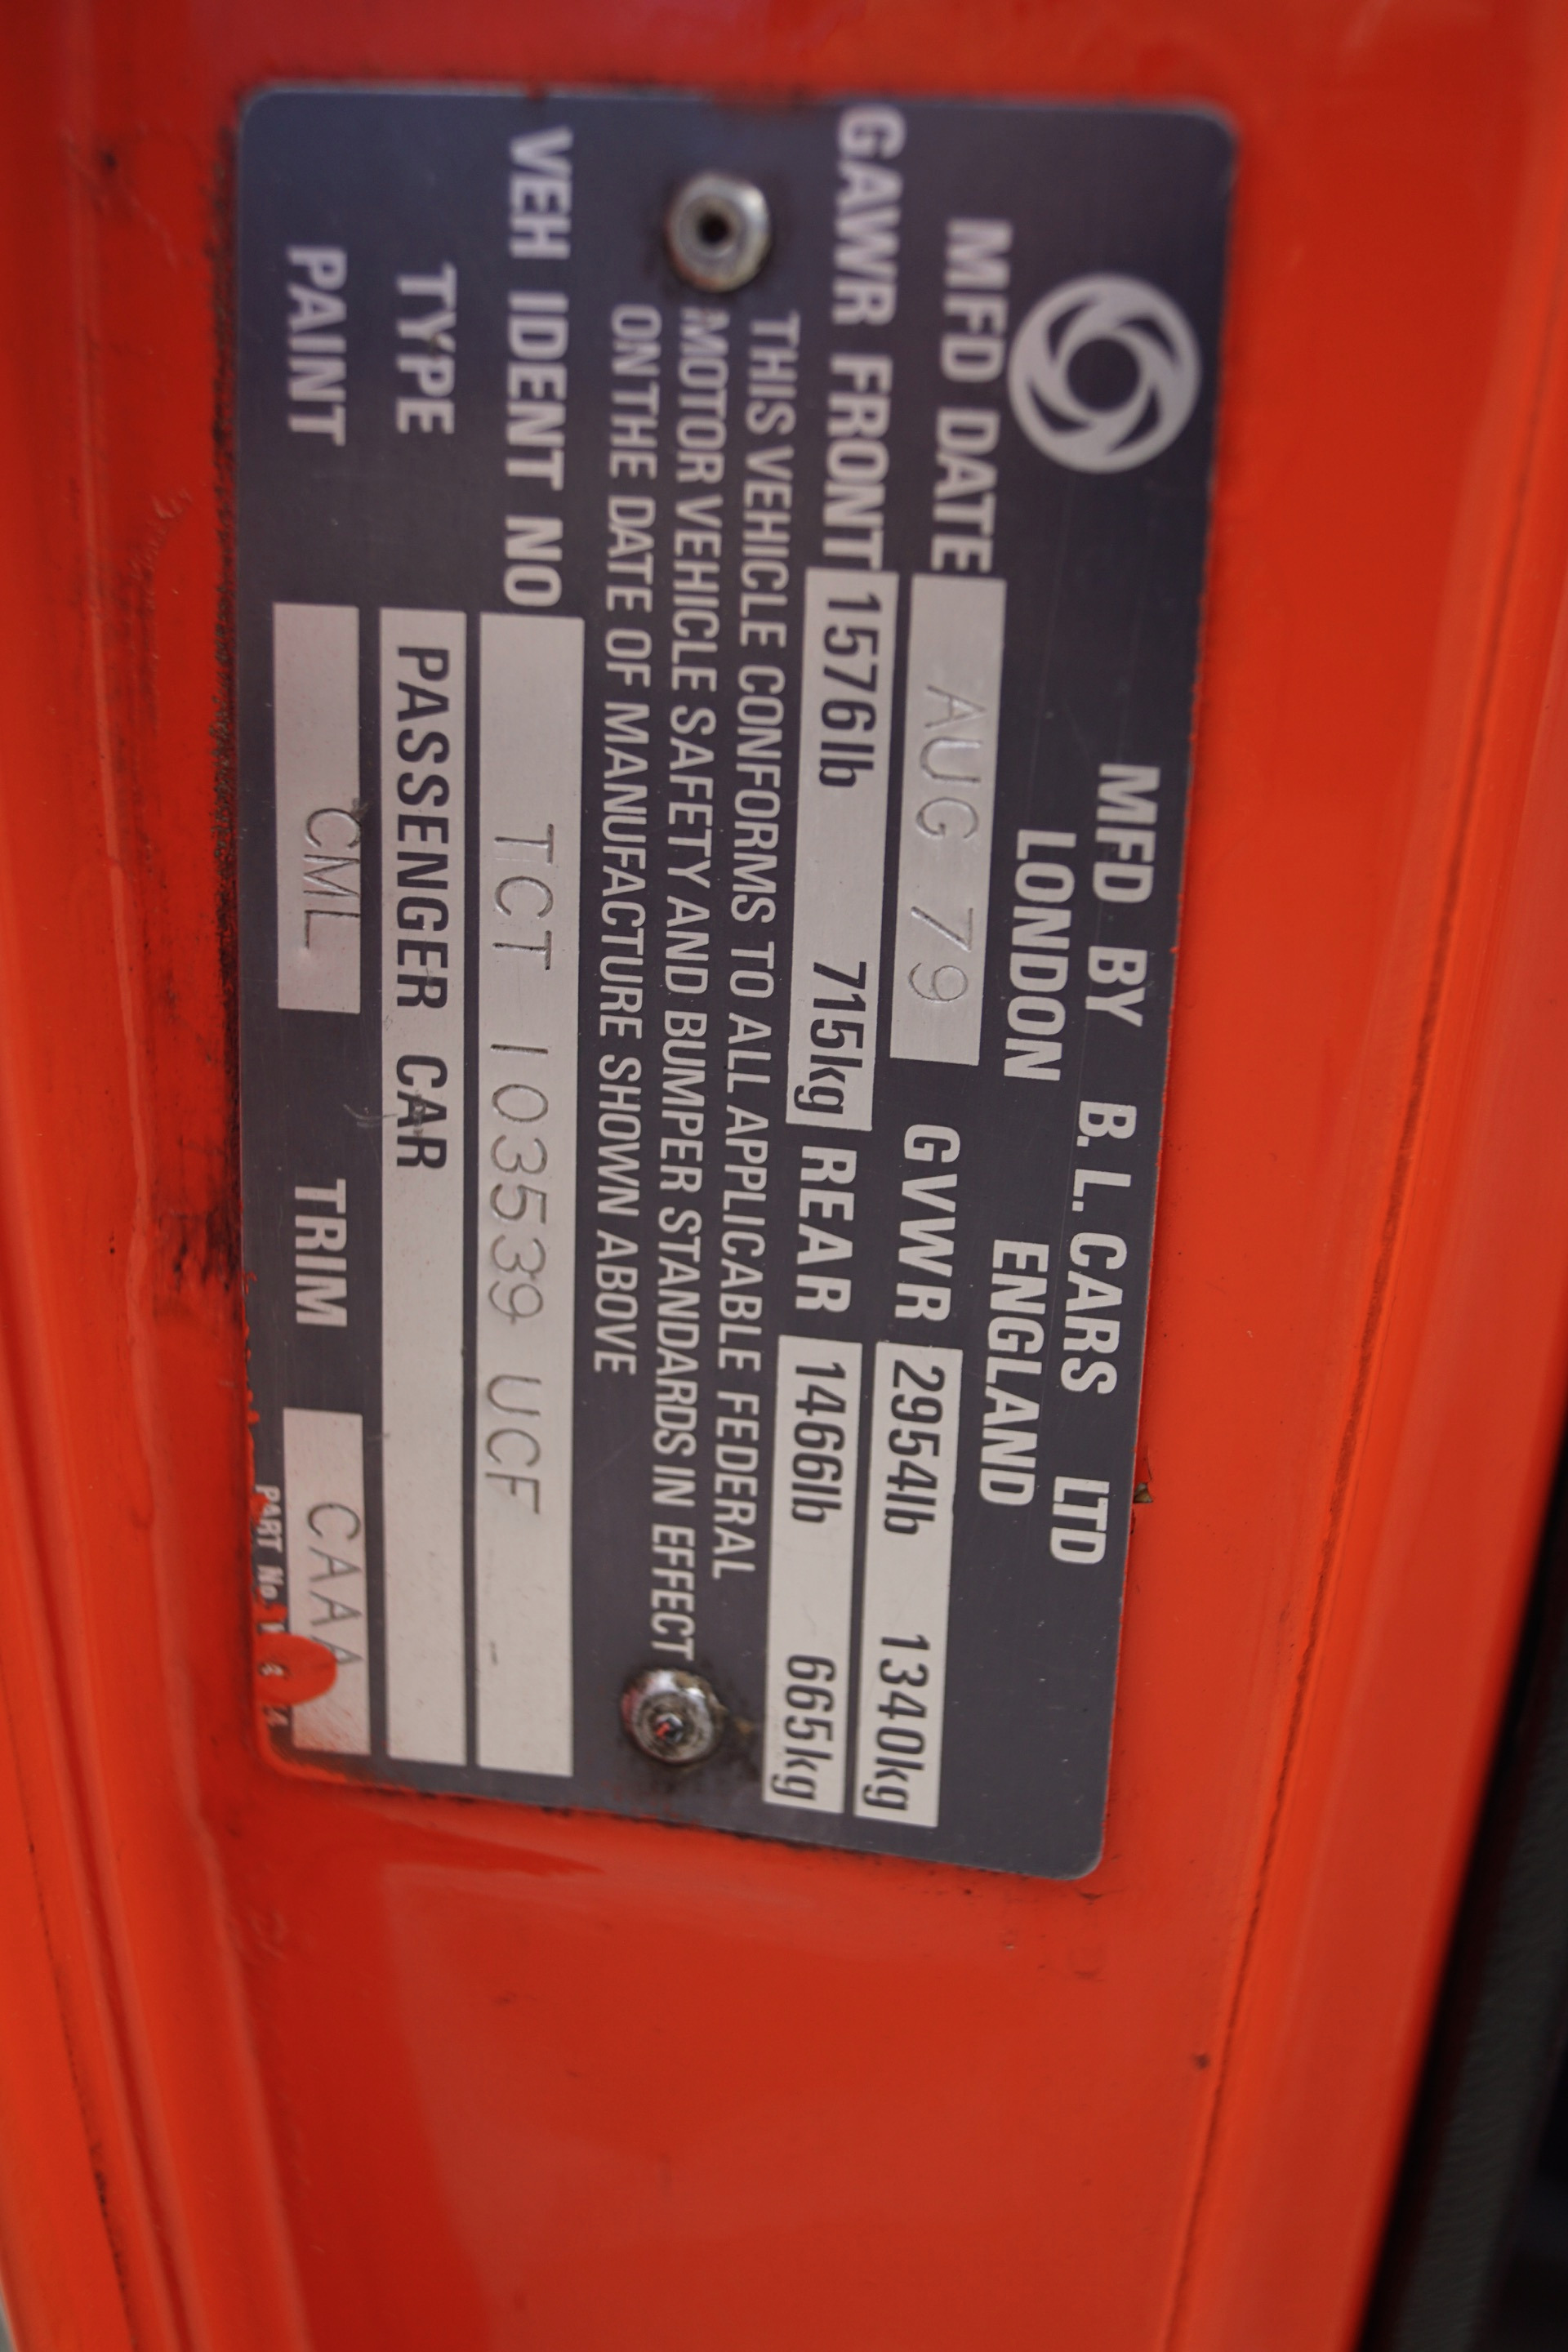 MFD BY B. L. CARS LTD
LONDON ENGLAND
MFD DATE AUG 79 GVWR 2954lb 1340kg
GAWR FRONT 1576lb 715kg REAR 1466lb 665kg
THIS VEHICLE CONFORMS TO ALL APPLICABLE FEDERAL
MOTOR VEHICLE SAFETY AND BUMPER STANDARDS IN EFFECT
ON THE DATE OF MANUFACTURE SHOWN ABOVE
VEH IDENT NO TCT 103539 UCF
TYPE PASSENGER CAR
PAINT CML TRIM CAAA
PART No